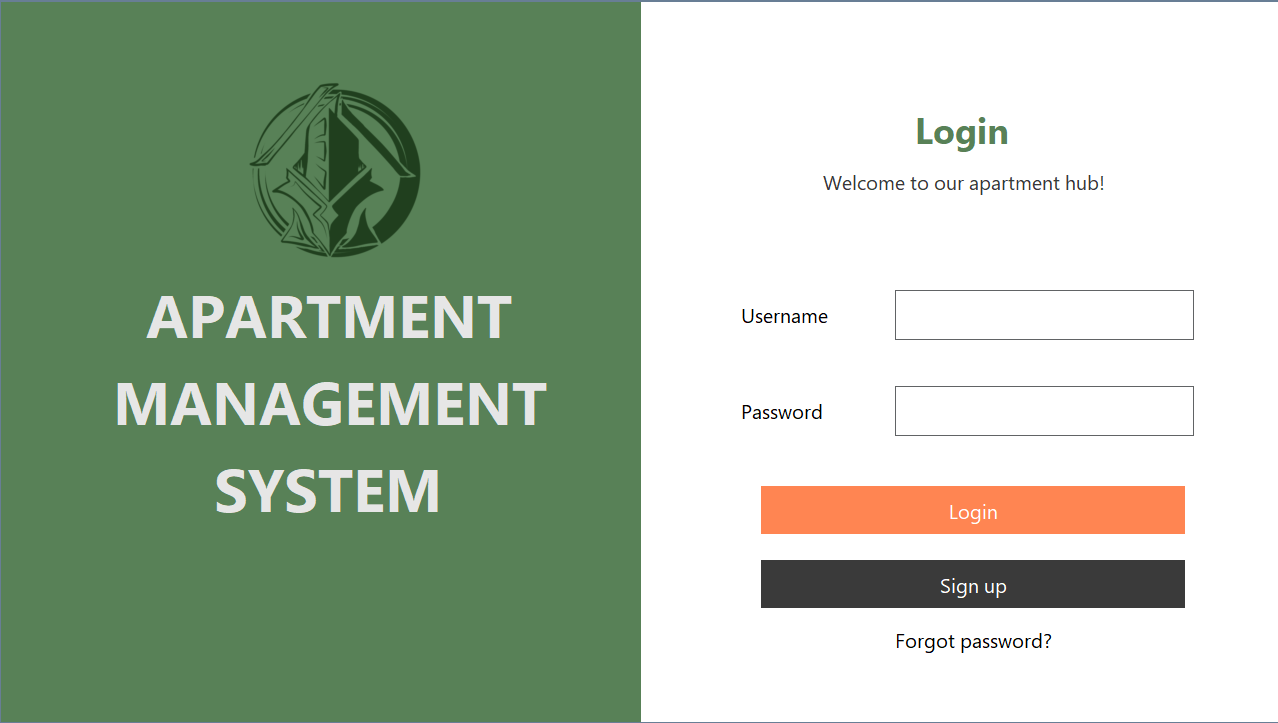 APARTMENT
MANAGEMENT
SYSTEM
Login
Welcome to our apartment hub!
Username
Password
Login
Sign up
Forgot password?